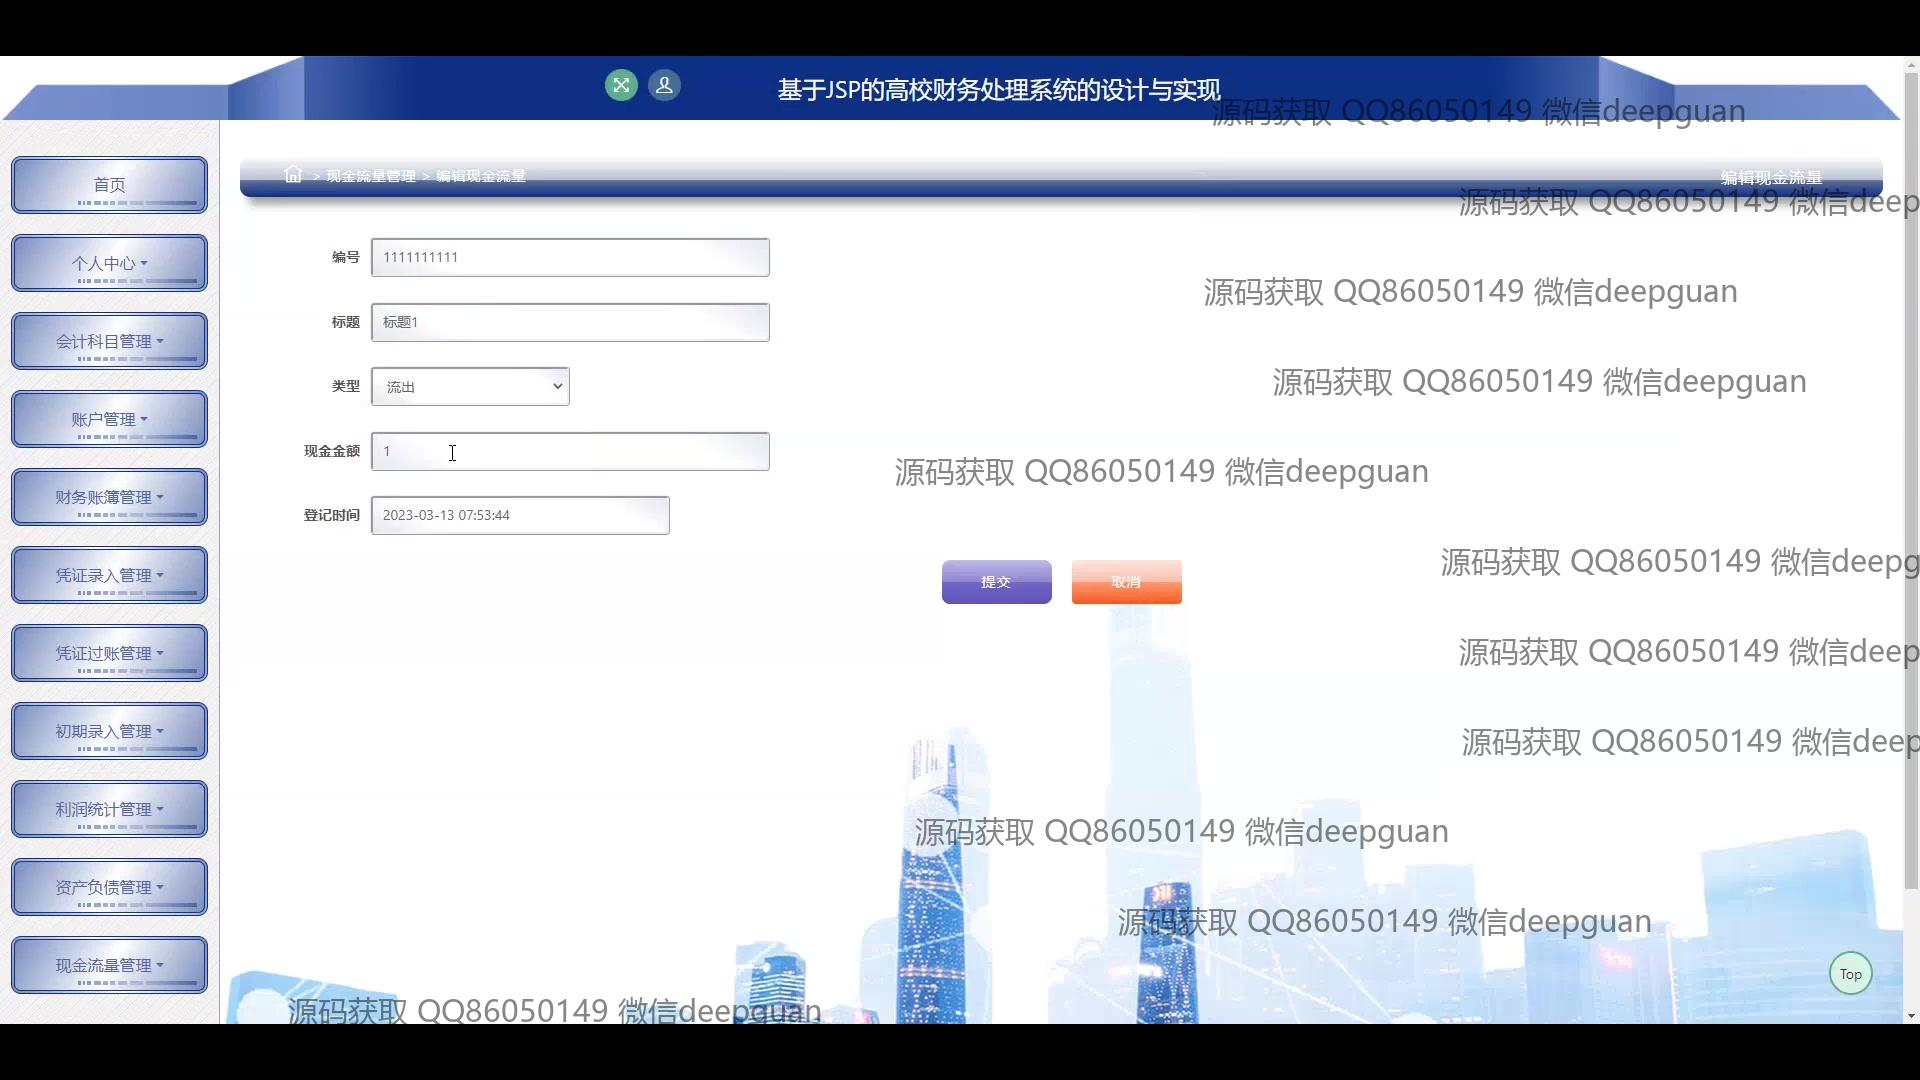 基于JSP的高校财务处理系统的设计与实现
源码获取 QQ86050149 微信deepguan
首页
> 现金流量管理 > 编辑现金流量
编辑现金流量
源码获取 QQ86050149 微信deep
个人中心
编号 1111111111
源码获取 QQ86050149 微信deepguan
会计科目管理
标题 标题1
类型 流出
源码获取 QQ86050149 微信deepguan
账户管理
现金金额 1
源码获取 QQ86050149 微信deepguan
财务账簿管理
登记时间 2023-03-13 07:53:44
凭证录入管理
提交
取消
源码获取 QQ86050149 微信deepg
凭证过账管理
源码获取 QQ86050149 微信deep
初期录入管理
源码获取 QQ86050149 微信deep
利润统计管理
源码获取 QQ86050149 微信deepguan
资产负债管理
源码获取 QQ86050149 微信deepguan
现金流量管理
Top
源码获取 QQ86050149 微信deepguan